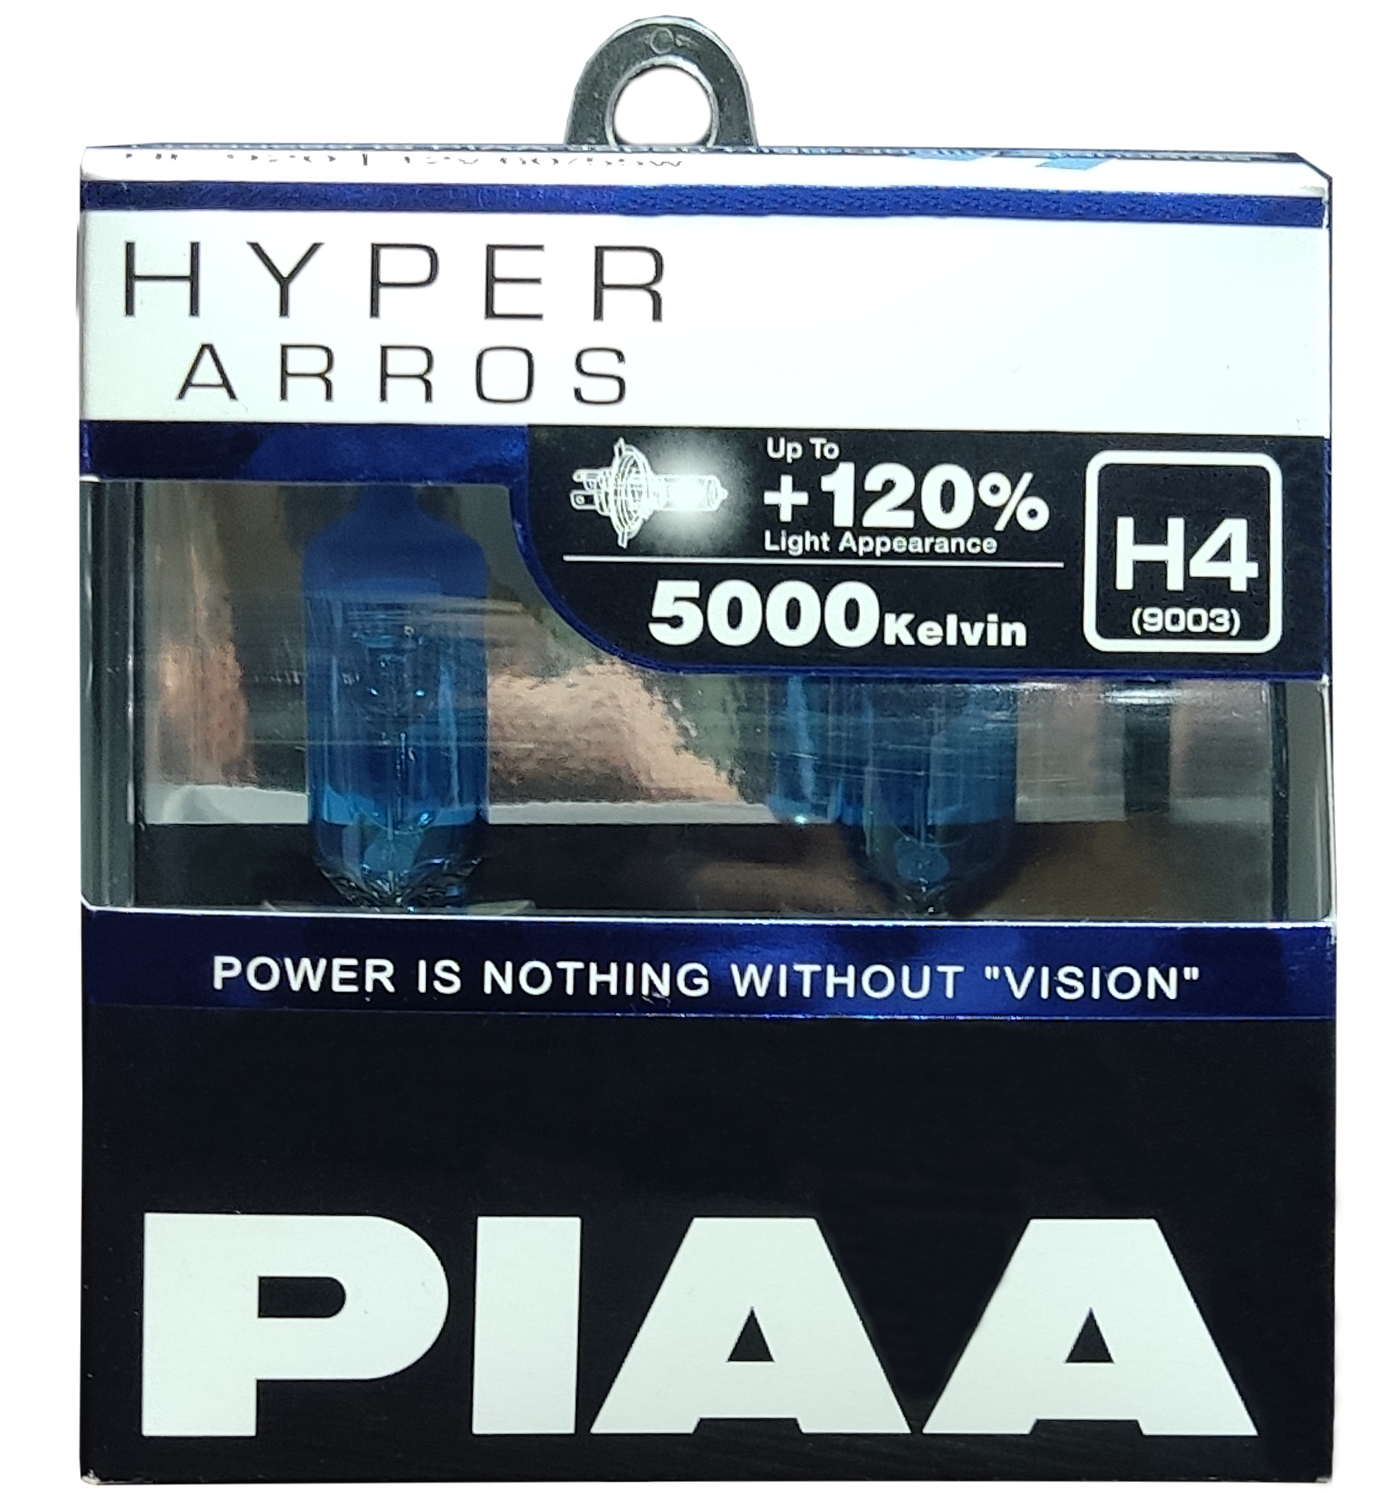 HYPER
ARROS
Up To
+120%
Light Appearance
5000Kelvin
H4
(9003)
POWER IS NOTHING WITHOUT "VISION"
PIAA